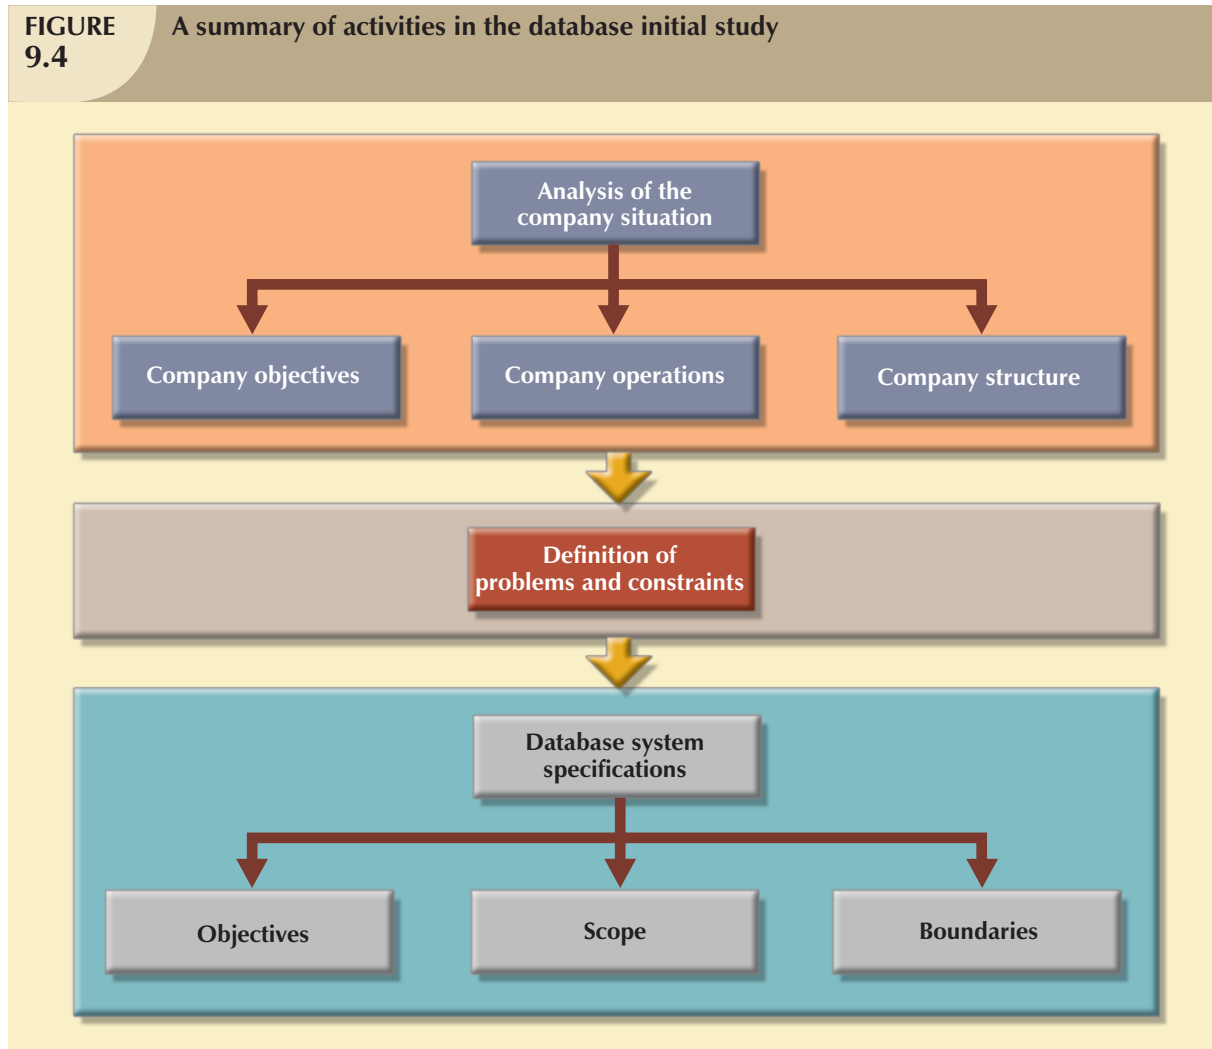 FIGURE
9.4
A summary of activities in the database initial study
Analysis of the
company situation
Company objectives
Company operations
Company structure
Definition of
problems and constraints
Database system
specifications
Objectives
Scope
Boundaries